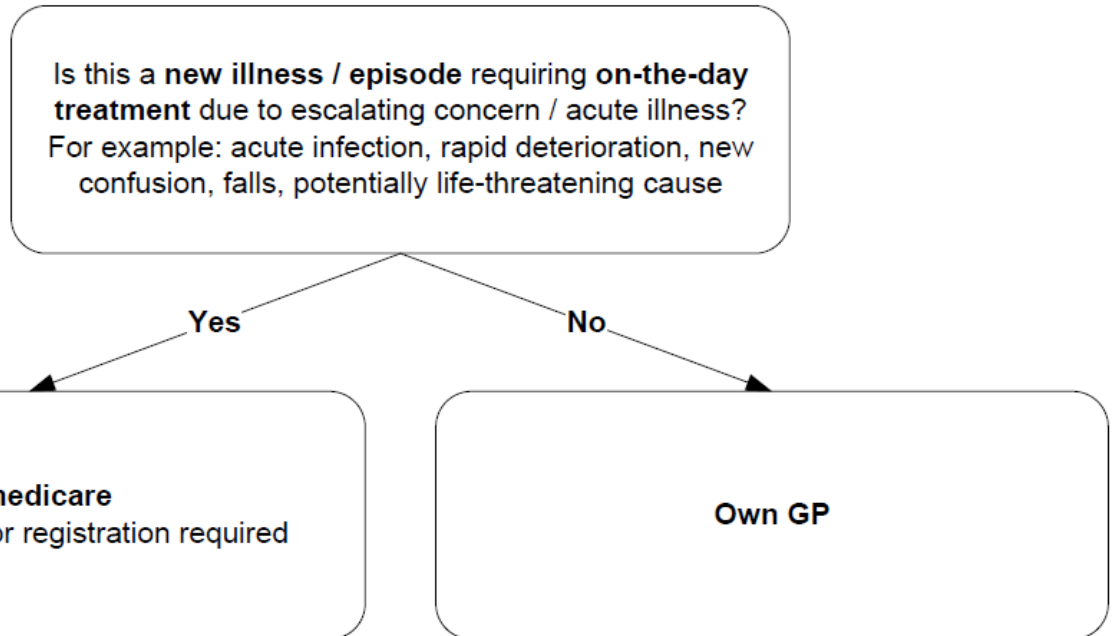 Is this a new illness / episode requiring on-the-day
treatment due to escalating concern / acute illness?
For example: acute infection, rapid deterioration, new
confusion, falls, potentially life-threatening cause
Yes
No
or registration required
Own GP